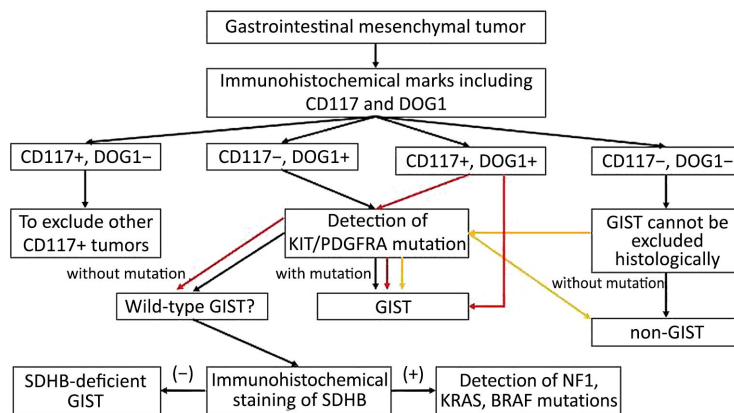 Gastrointestinal mesenchymal tumor
Immunohistochemical marks including
CD117 and DOG1
CD117+, DOG1−
CD117−, DOG1+
CD117+, DOG1+
CD117−, DOG1−
To exclude other
CD117+ tumors
Detection of
KIT/PDGFRA mutation
GIST cannot be
excluded
histologically
without mutation
with mutation
without mutation
Wild-type GIST?
GIST
non-GIST
SDHB-deficient
GIST
(−)
Immunohistochemical
staining of SDHB
(+)
Detection of NF1,
KRAS, BRAF mutations